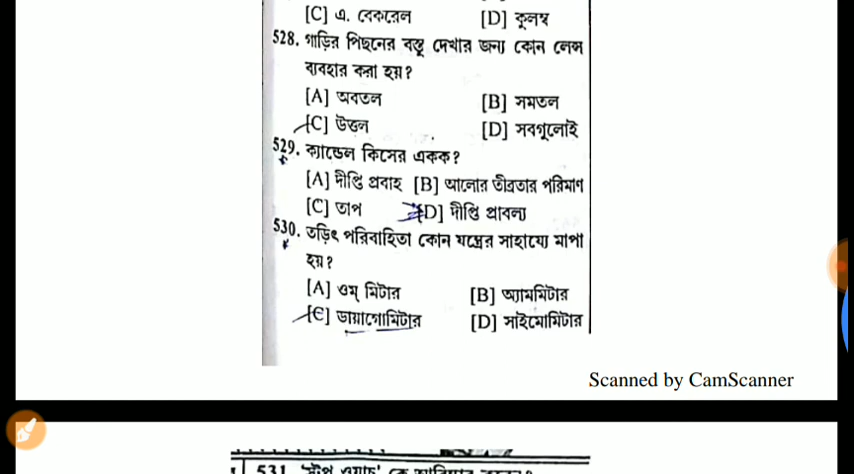 [C] এ. বেকরেল [D] কুলম্ব
528. গাড়ির পিছনের বস্তু দেখার জন্য কোন লেন্স
ব্যবহার করা হয়?
[A] অবতল [B] সমতল
[C] উত্তল [D] সবগুলোই
529. ক্যান্ডেল কিসের একক?
[A] দীপ্তি প্রবাহ [B] আলোর তীব্রতার পরিমাণ
[C] তাপ [D] দীপ্তি প্রাবল্য
530. তড়িৎ পরিবাহিতা কোন যন্ত্রের সাহায্যে মাপা
হয়?
[A] ওম্ মিটার [B] অ্যামমিটার
[C] ডায়াগোমিটার [D] সাইমোমিটার
Scanned by CamScanner
531.